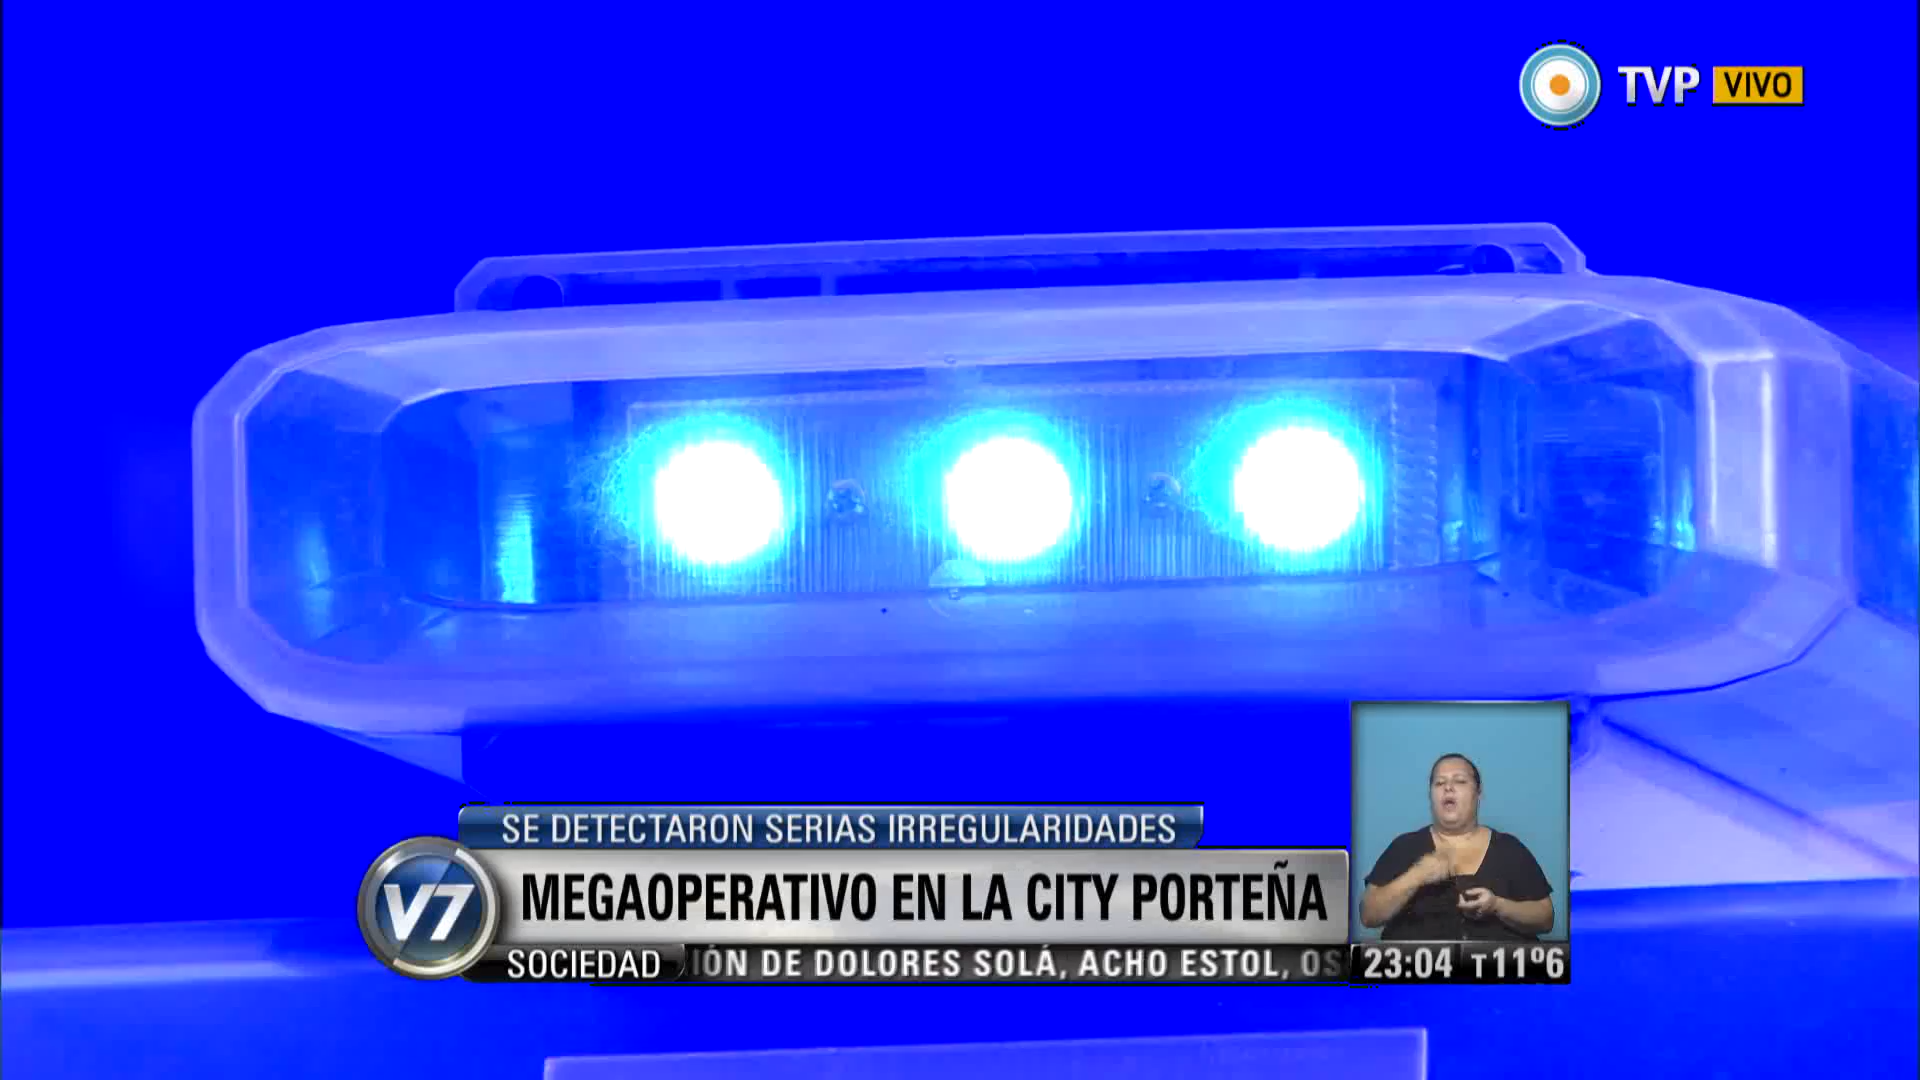 TVP VIVO
SE DETECTARON SERIAS IRREGULARIDADES
V7
MEGAOPERATIVO EN LA CITY PORTEÑA
SOCIEDAD
IÓN DE DOLORES SOLÁ, ACHO ESTOL, OS
23:04 T11º6